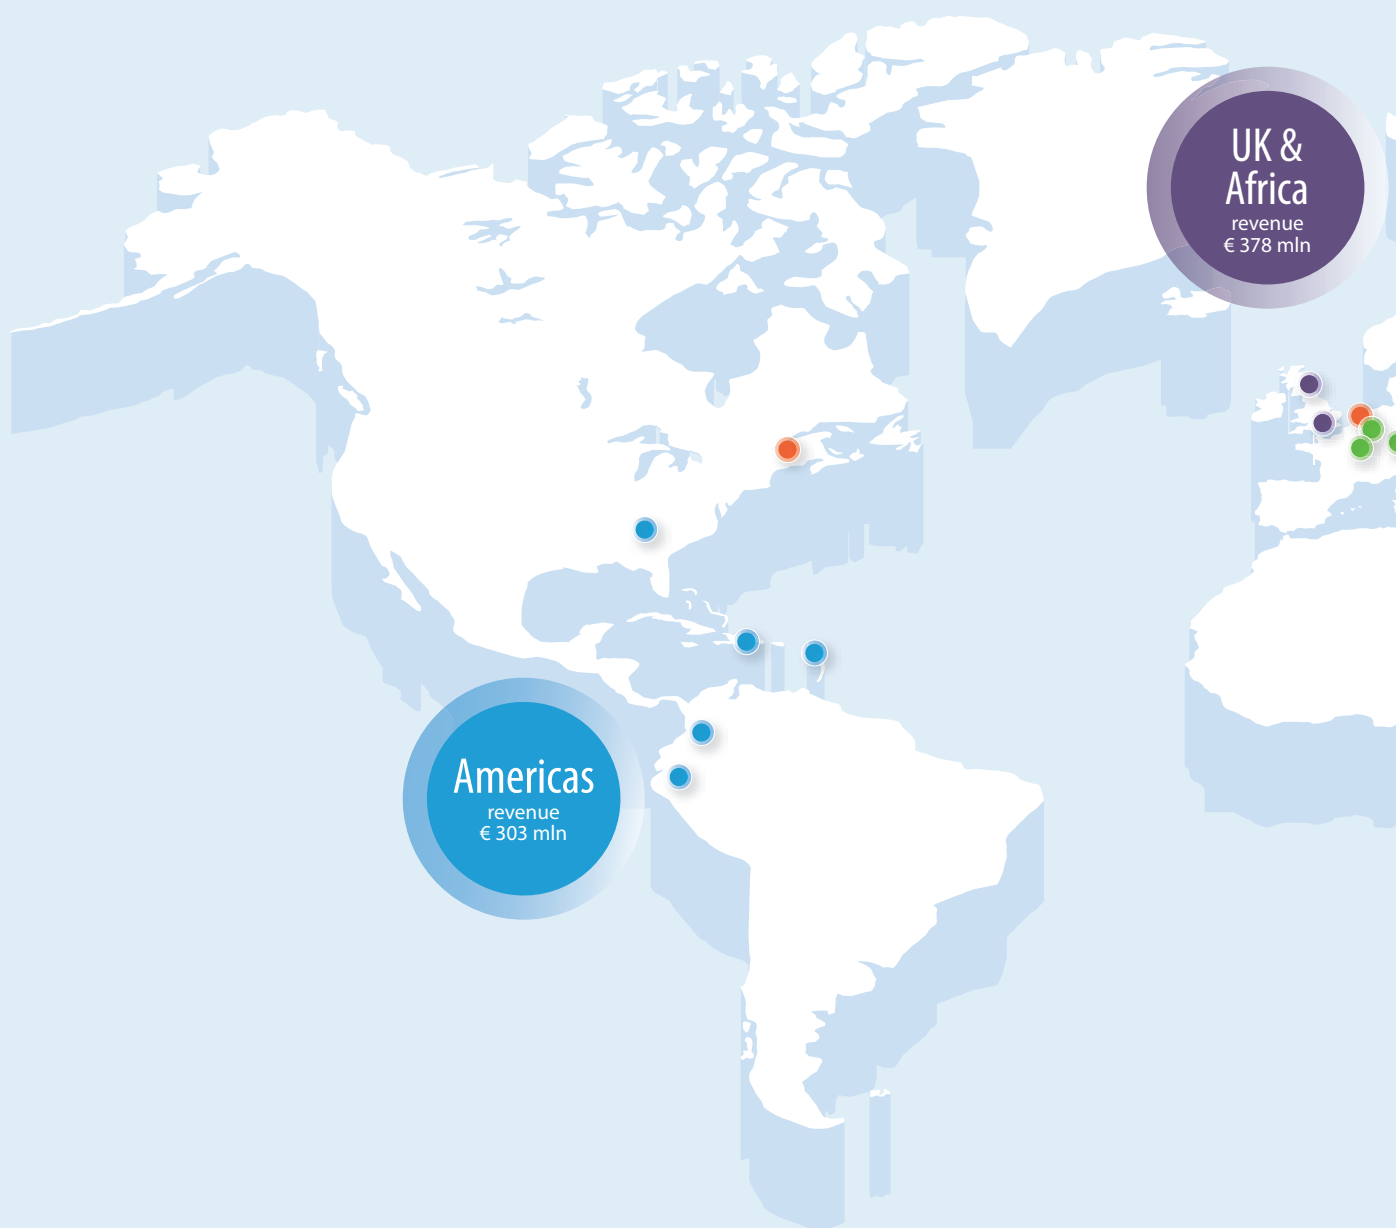 UK &
Africa
revenue
€ 378 mln
Americas
revenue
€ 303 mln